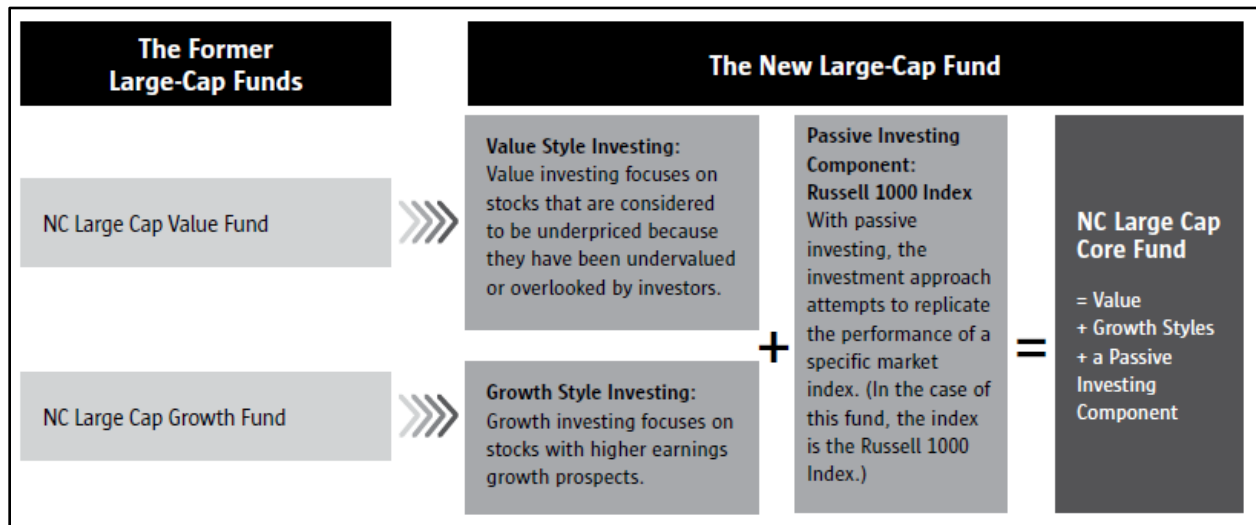 The Former
Large-Cap Funds
The New Large-Cap Fund
NC Large Cap Value Fund
Value Style Investing:
Value investing focuses on
stocks that are considered
to be underpriced because
they have been undervalued
or overlooked by investors.
NC Large Cap Growth Fund
Growth Style Investing:
Growth investing focuses on
stocks with higher earnings
growth prospects.
+
Passive Investing
Component:
Russell 1000 Index
With passive
investing, the
investment approach
attempts to replicate
the performance of a
specific market
index. (In the case of
this fund, the index
is the Russell 1000
Index.)
=
NC Large Cap
Core Fund
= Value
+ Growth Styles
+ a Passive
Investing
Component